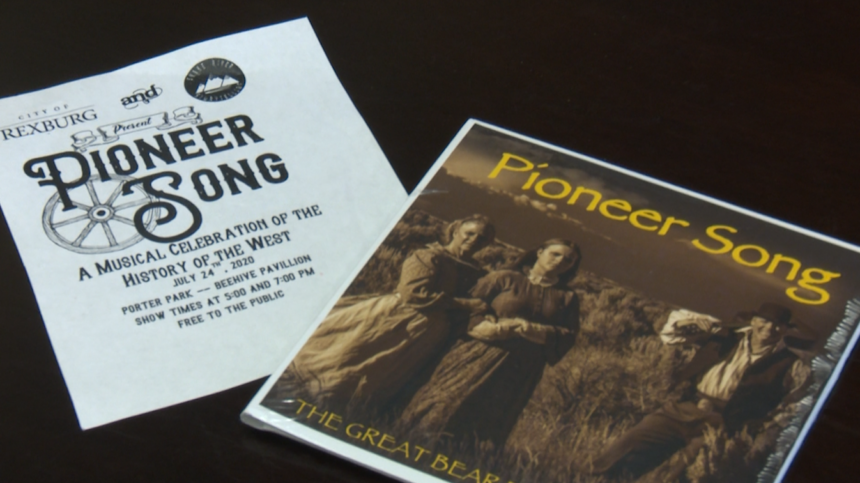 CITY OF
REXBURG
and
Present
PIONEER
SONG
A MUSICAL CELEBRATION OF THE
HISTORY OF THE WEST
JULY 24TH, 2020
PORTER PARK — BEEHIVE PAVILLION
SHOW TIMES AT 5:00 AND 7:00 PM
FREE TO THE PUBLIC
Pioneer Song
THE GREAT BEAR